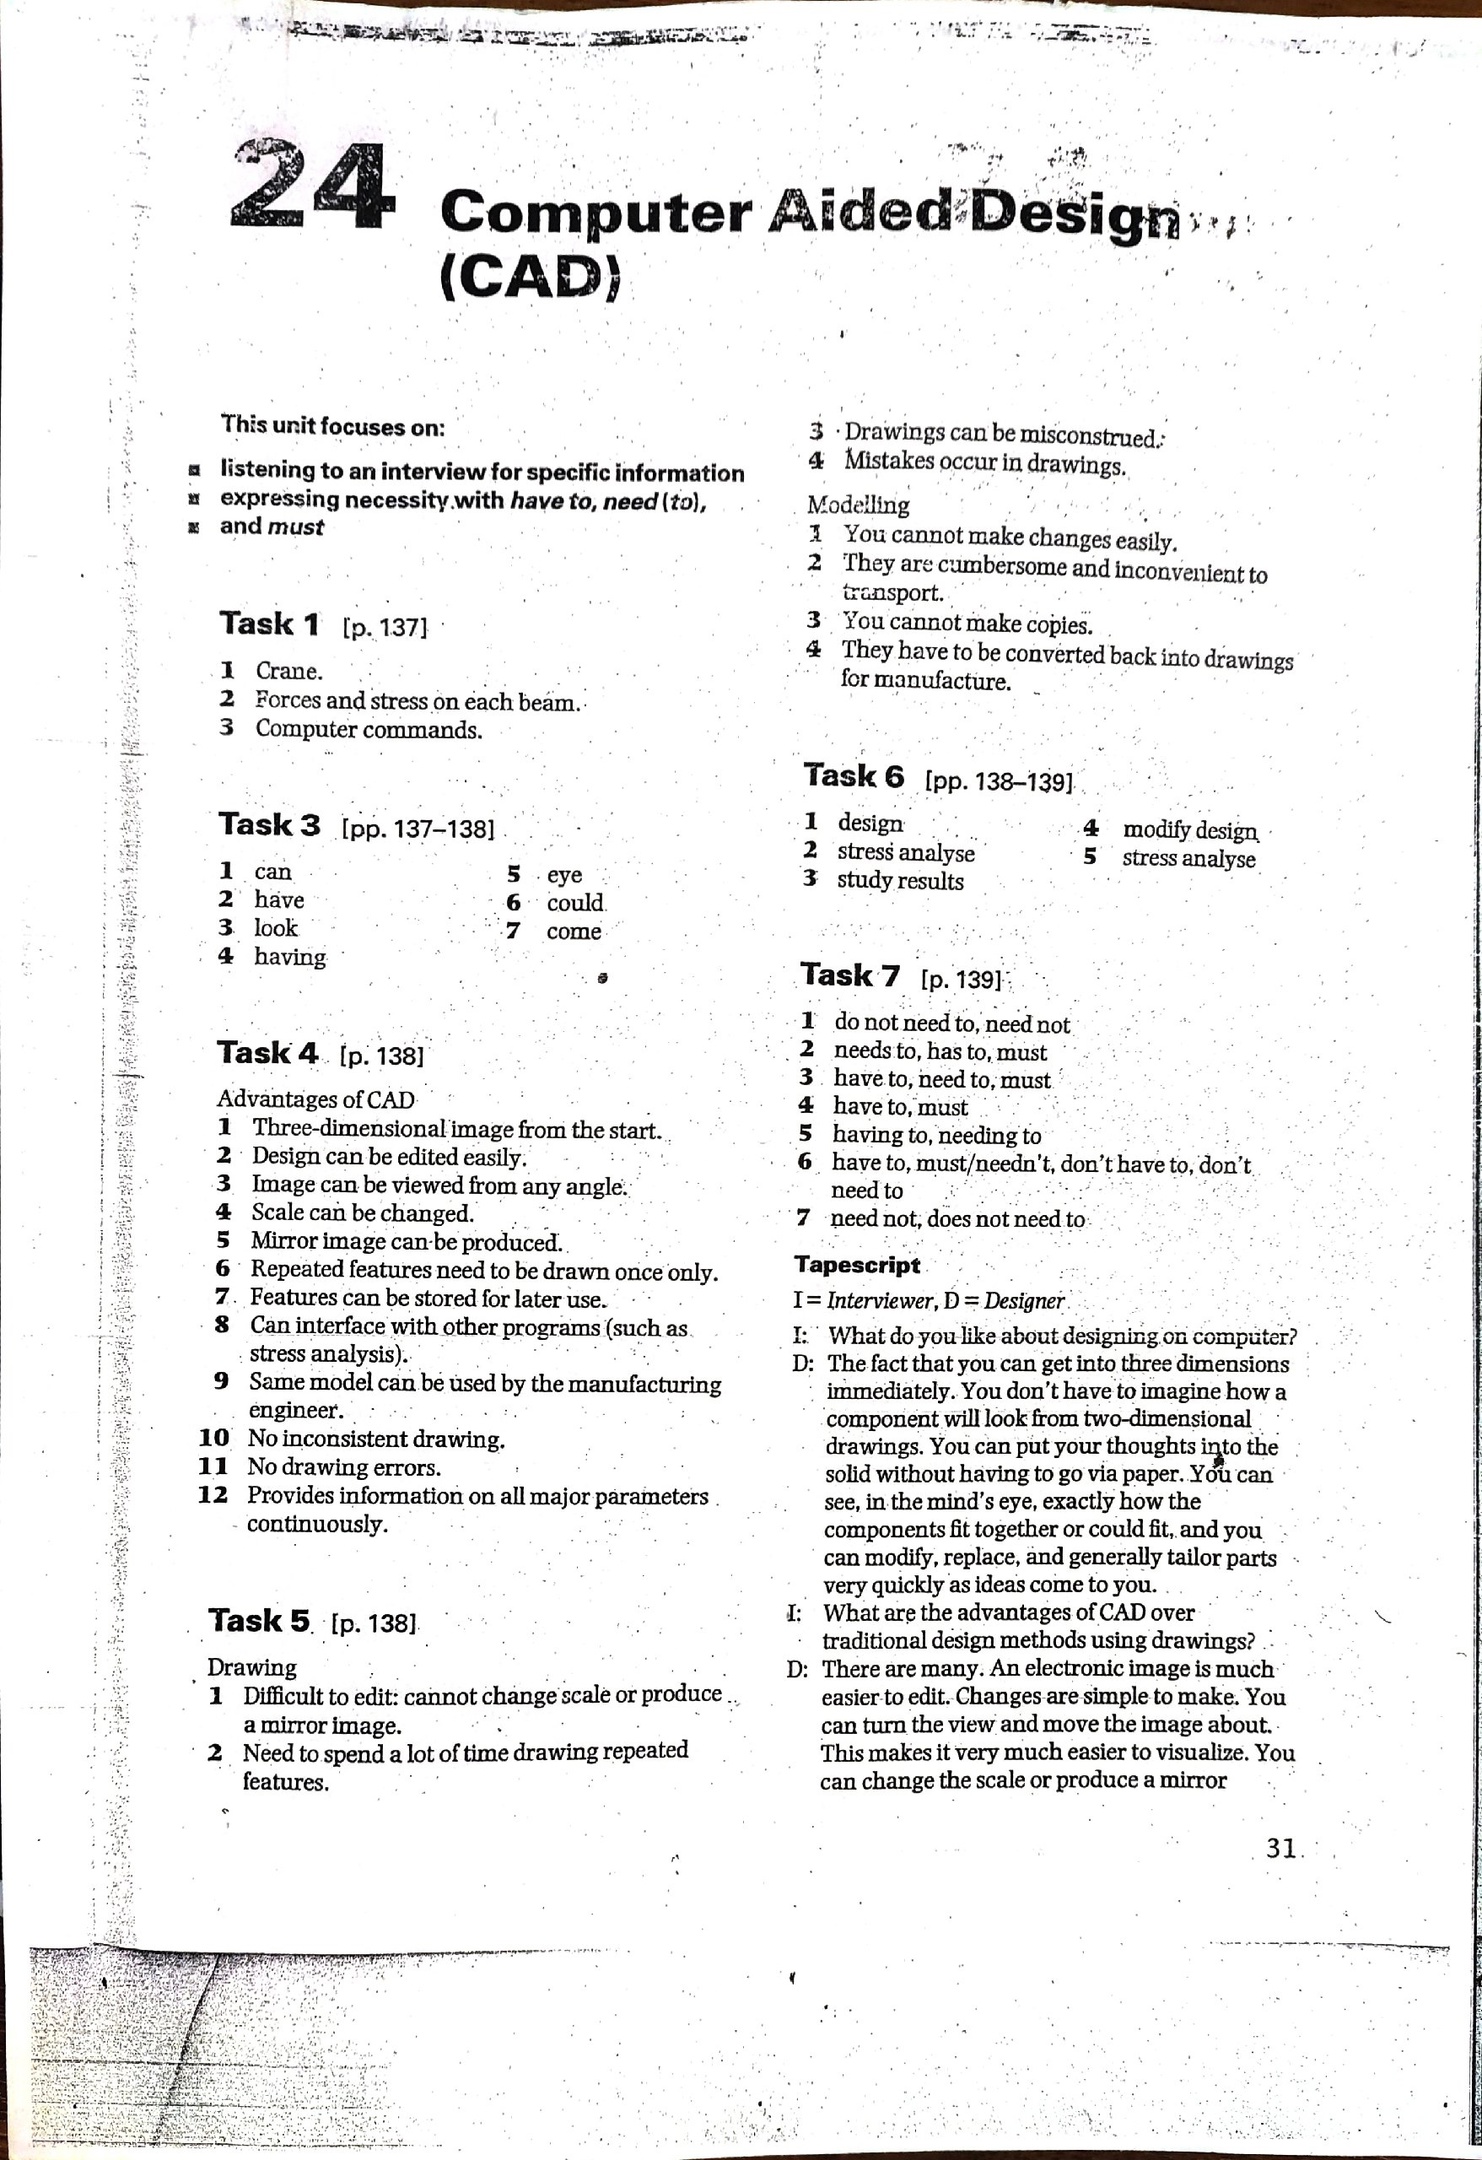 24 Computer Aided Design
(CAD)
This unit focuses on:
listening to an interview for specific information
expressing necessity with have to, need (to),
and must
Task 1 [p. 137]
1 Crane.
2 Forces and stress on each beam.
3 Computer commands.
Task 3 [pp. 137–138]
1 can
2 have
3 look
4 having
5 eye
6 could
7 come
Task 4 [p. 138]
Advantages of CAD
1 Three-dimensional image from the start.
2 Design can be edited easily.
3 Image can be viewed from any angle.
4 Scale can be changed.
5 Mirror image can be produced.
6 Repeated features need to be drawn once only.
7 Features can be stored for later use.
8 Can interface with other programs (such as
stress analysis).
9 Same model can be used by the manufacturing
engineer.
10 No inconsistent drawing.
11 No drawing errors.
12 Provides information on all major parameters
continuously.
Task 5 [p. 138]
Drawing
1 Difficult to edit: cannot change scale or produce
a mirror image.
2 Need to spend a lot of time drawing repeated
features.
3 Drawings can be misconstrued.
4 Mistakes occur in drawings.
Modelling
1 You cannot make changes easily.
2 They are cumbersome and inconvenient to
transport.
3 You cannot make copies.
4 They have to be converted back into drawings
for manufacture.
Task 6 [pp. 138–139]
1 design
2 stress analyse
3 study results
4 modify design
5 stress analyse
Task 7 [p. 139]
1 do not need to, need not
2 needs to, has to, must
3 have to, need to, must
4 have to, must
5 having to, needing to
6 have to, must/needn't, don't have to, don't
need to
7 need not, does not need to
Tapescript
I = Interviewer, D = Designer
I: What do you like about designing on computer?
D: The fact that you can get into three dimensions
immediately. You don't have to imagine how a
component will look from two-dimensional
drawings. You can put your thoughts into the
solid without having to go via paper. You can
see, in the mind's eye, exactly how the
components fit together or could fit, and you
can modify, replace, and generally tailor parts
very quickly as ideas come to you.
I: What are the advantages of CAD over
traditional design methods using drawings?
D: There are many. An electronic image is much
easier to edit. Changes are simple to make. You
can turn the view and move the image about.
This makes it very much easier to visualize. You
can change the scale or produce a mirror
31